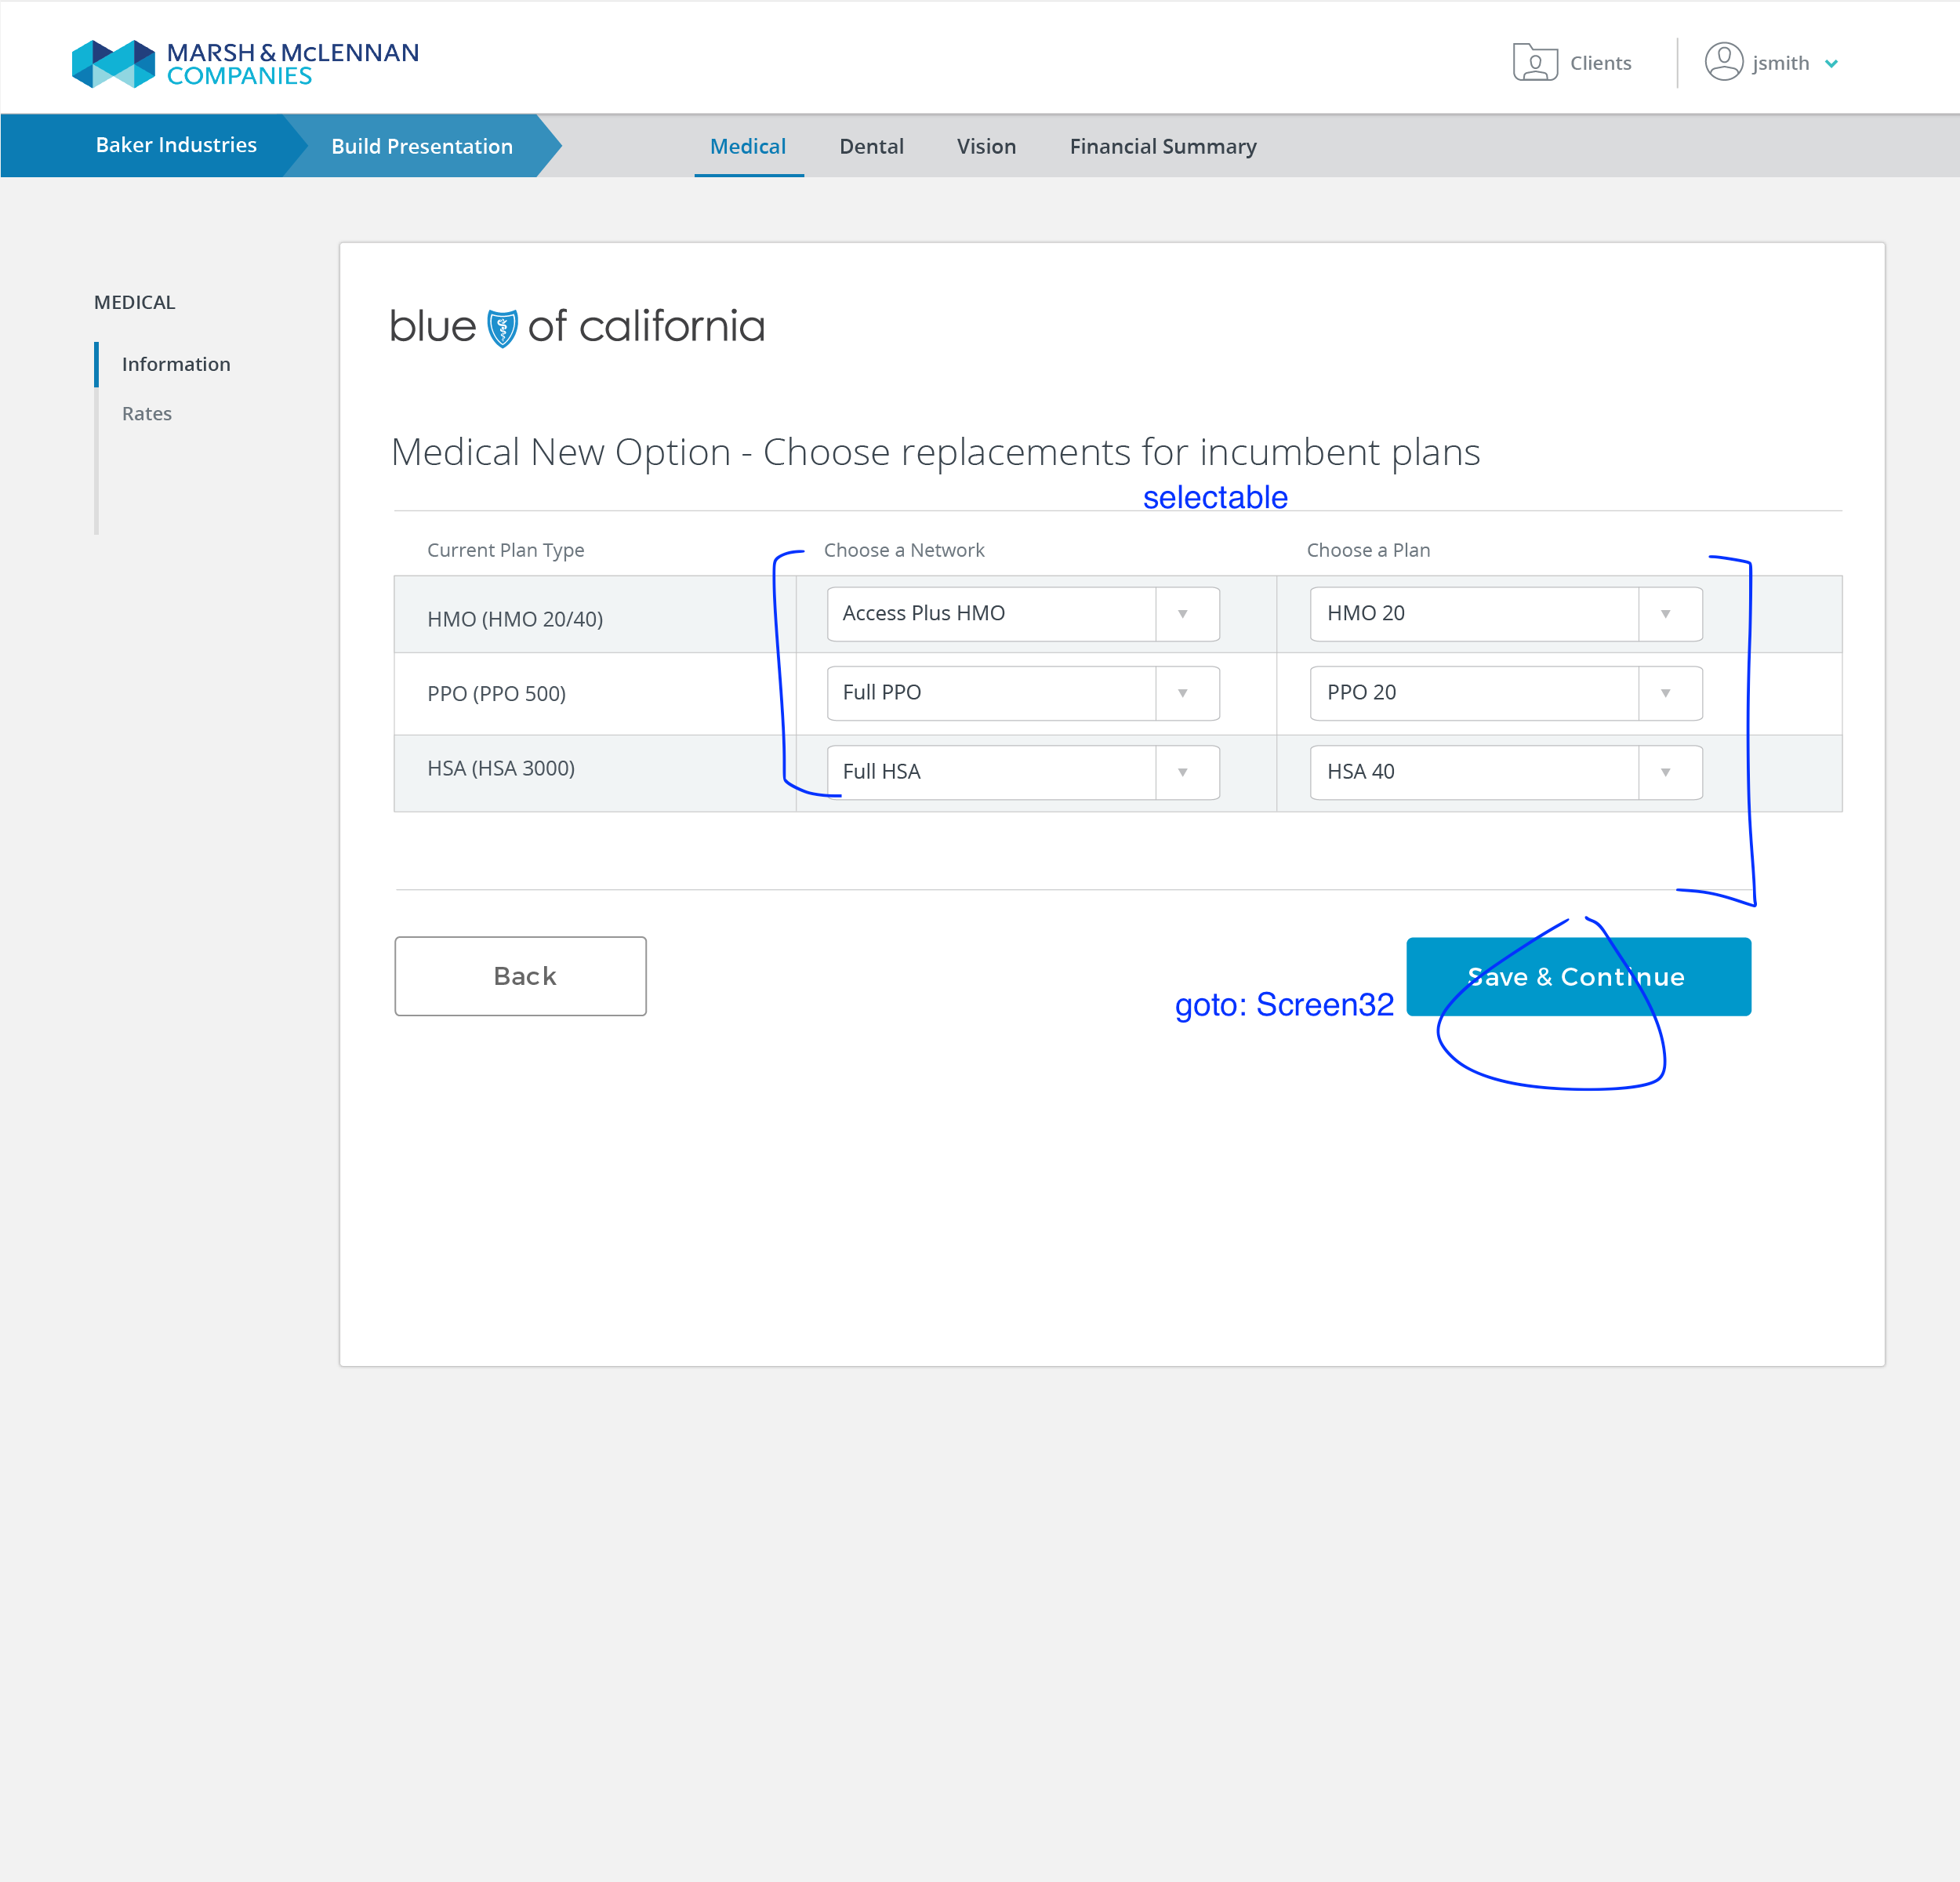 MARSH & McLENNAN
COMPANIES
Clients
jsmith
Baker Industries
Build Presentation
Medical
Dental
Vision
Financial Summary
MEDICAL
Information
Rates
blue of california
Medical New Option - Choose replacements for incumbent plans
selectable
Current Plan Type
Choose a Network
Choose a Plan
HMO (HMO 20/40)
Access Plus HMO
HMO 20
PPO (PPO 500)
Full PPO
PPO 20
HSA (HSA 3000)
Full HSA
HSA 40
Back
goto: Screen32
Save & Continue